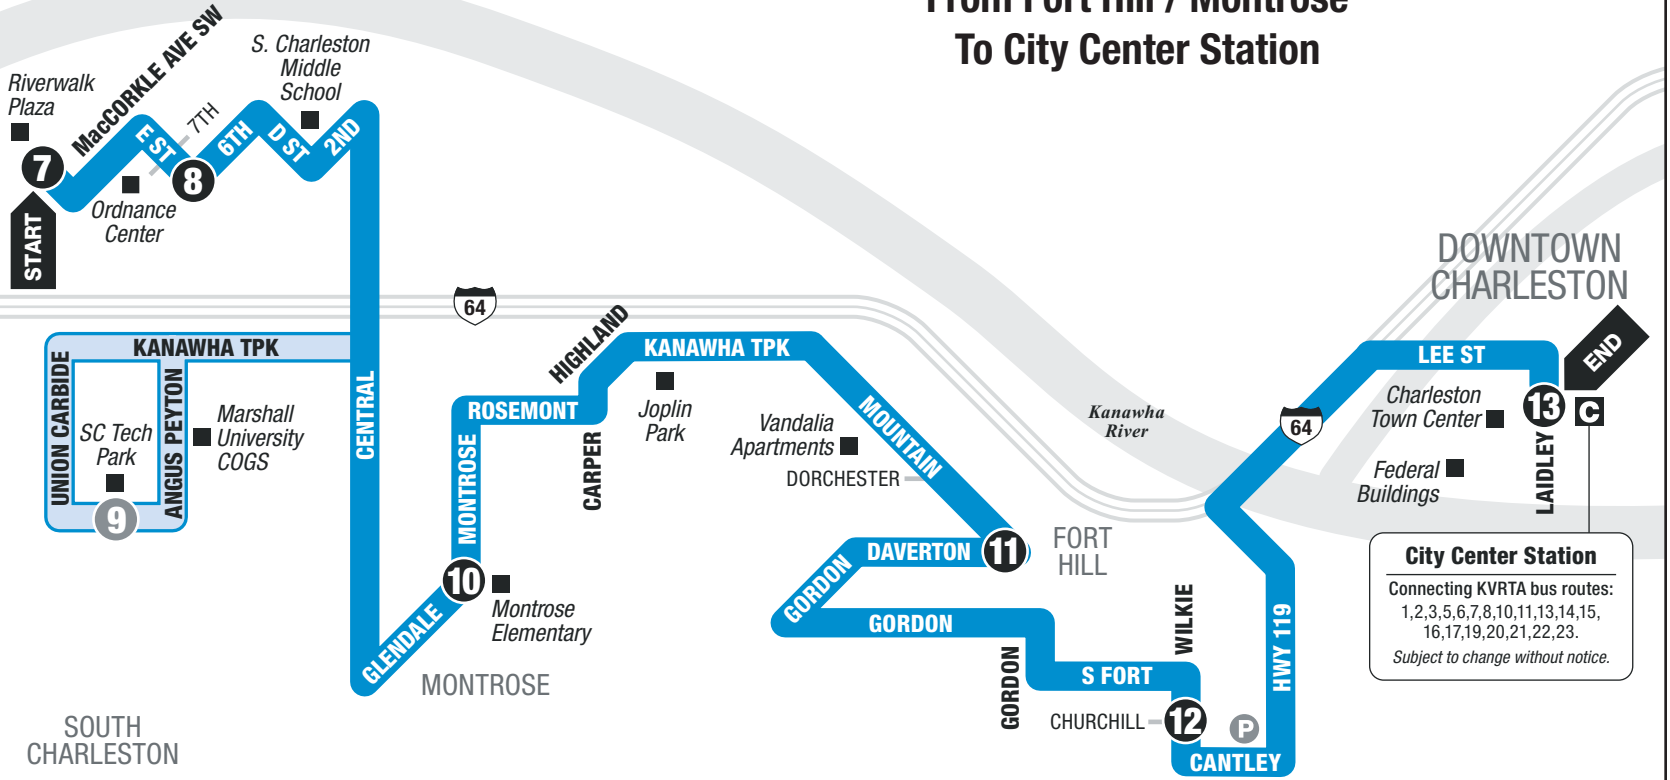 From Fort Hill / Montrose
To City Center Station
Riverwalk
Plaza
7
START
MacCORKLE AVE SW
E ST
7TH
8
Ordnance
Center
6TH
D ST
S. Charleston
Middle
School
2ND
CENTRAL
64
KANAWHA TPK
UNION CARBIDE
SC Tech
Park
9
ANGUS PEYTON
Marshall
University
COGS
GLENDALE
10
Montrose
Elementary
MONTROSE
MONTROSE
SOUTH
CHARLESTON
ROSEMONT
CARPER
HIGHLAND
KANAWHA TPK
Joplin
Park
Vandalia
Apartments
DORCHESTER
MOUNTAIN
11
FORT
HILL
DAVERTON
GORDON
GORDON
GORDON
S FORT
WILKIE
CHURCHILL
12
P
CANTLEY
HWY 119
Kanawha
River
64
LEE ST
DOWNTOWN
CHARLESTON
END
13
C
Charleston
Town Center
Federal
Buildings
LAIDLEY
City Center Station
Connecting KVRTA bus routes:
1,2,3,5,6,7,8,10,11,13,14,15,
16,17,19,20,21,22,23.
Subject to change without notice.